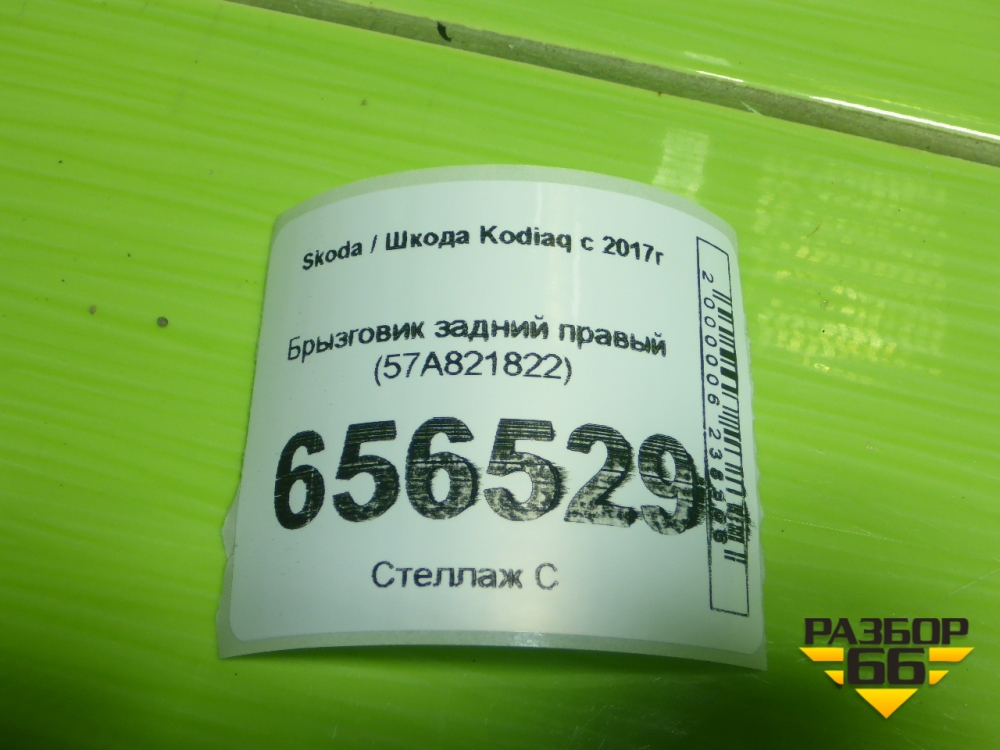 Skoda / Шкода Kodiaq с 2017г
Брызговик задний правый
(57A821822)
656529
Стеллаж С
РАЗБОР
66